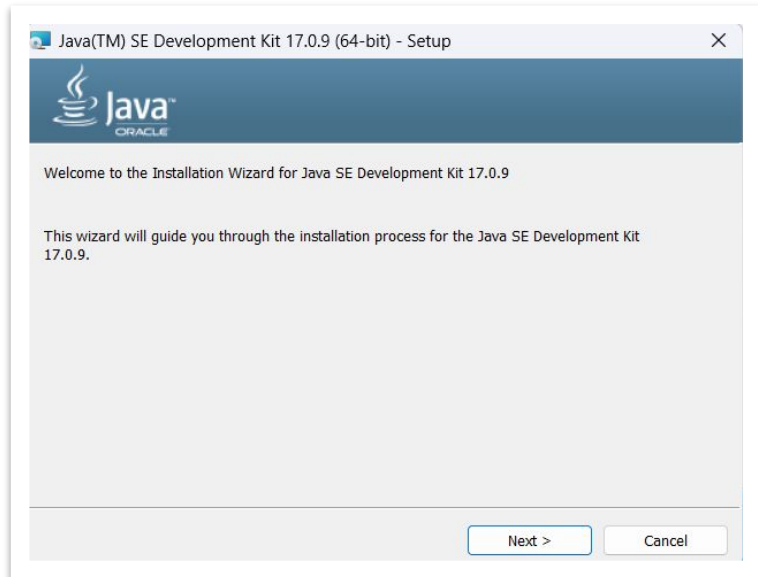 Java(TM) SE Development Kit 17.0.9 (64-bit) - Setup
Java™
ORACLE
Welcome to the Installation Wizard for Java SE Development Kit 17.0.9
This wizard will guide you through the installation process for the Java SE Development Kit
17.0.9.
Next >
Cancel